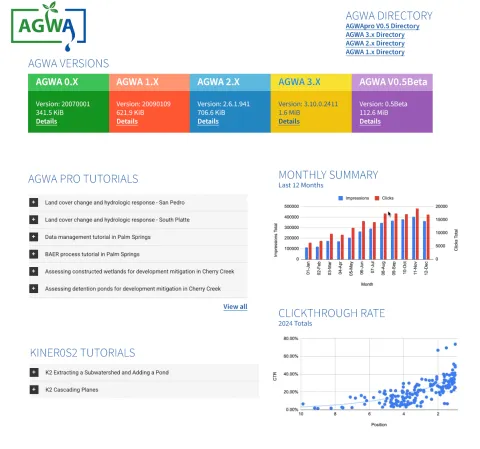 AGWA
AGWA DIRECTORY
AGWApro V0.5 Directory
AGWA 3.x Directory
AGWA 2.x Directory
AGWA 1.x Directory
AGWA VERSIONS
AGWA 0.X
Version: 20070001
341.5 KiB
Details
AGWA 1.X
Version: 20090109
621.9 KiB
Details
AGWA 2.X
Version: 2.6.1.941
706.6 KiB
Details
AGWA 3.X
Version: 3.10.0.2411
1.6 MiB
Details
AGWA V0.5Beta
Version: 0.5Beta
112.6 MiB
Details
AGWA PRO TUTORIALS
Land cover change and hydrologic response - San Pedro
Land cover change and hydrologic response - South Platte
Data management tutorial in Palm Springs
BAER process tutorial in Palm Springs
Assessing constructed wetlands for development mitigation in Cherry Creek
Assessing detention ponds for development mitigation in Cherry Creek
View all
KINER0S2 TUTORIALS
K2 Extracting a Subwatershed and Adding a Pond
K2 Cascading Planes
MONTHLY SUMMARY
Last 12 Months
Impressions Clicks
Impressions Total
500000
400000
300000
200000
100000
0
20000
15000
10000
5000
0
Clicks Total
01-Jan 02-Feb 03-Mar 04-Apr 05-May 06-Jun 07-Jul 08-Aug 09-Sep 10-Oct 11-Nov 12-Dec
Month
CLICKTHROUGH RATE
2024 Totals
CTR
80.00%
60.00%
40.00%
20.00%
0.00%
10 8 6 4 2
Position